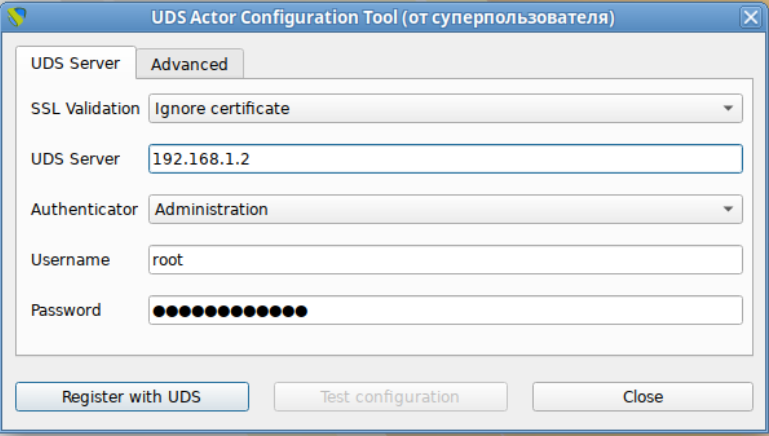 UDS Actor Configuration Tool (от суперпользователя)
UDS Server Advanced
SSL Validation Ignore certificate
UDS Server 192.168.1.2
Authenticator Administration
Username root
Password ●●●●●●●●●●●●
Register with UDS Test configuration Close